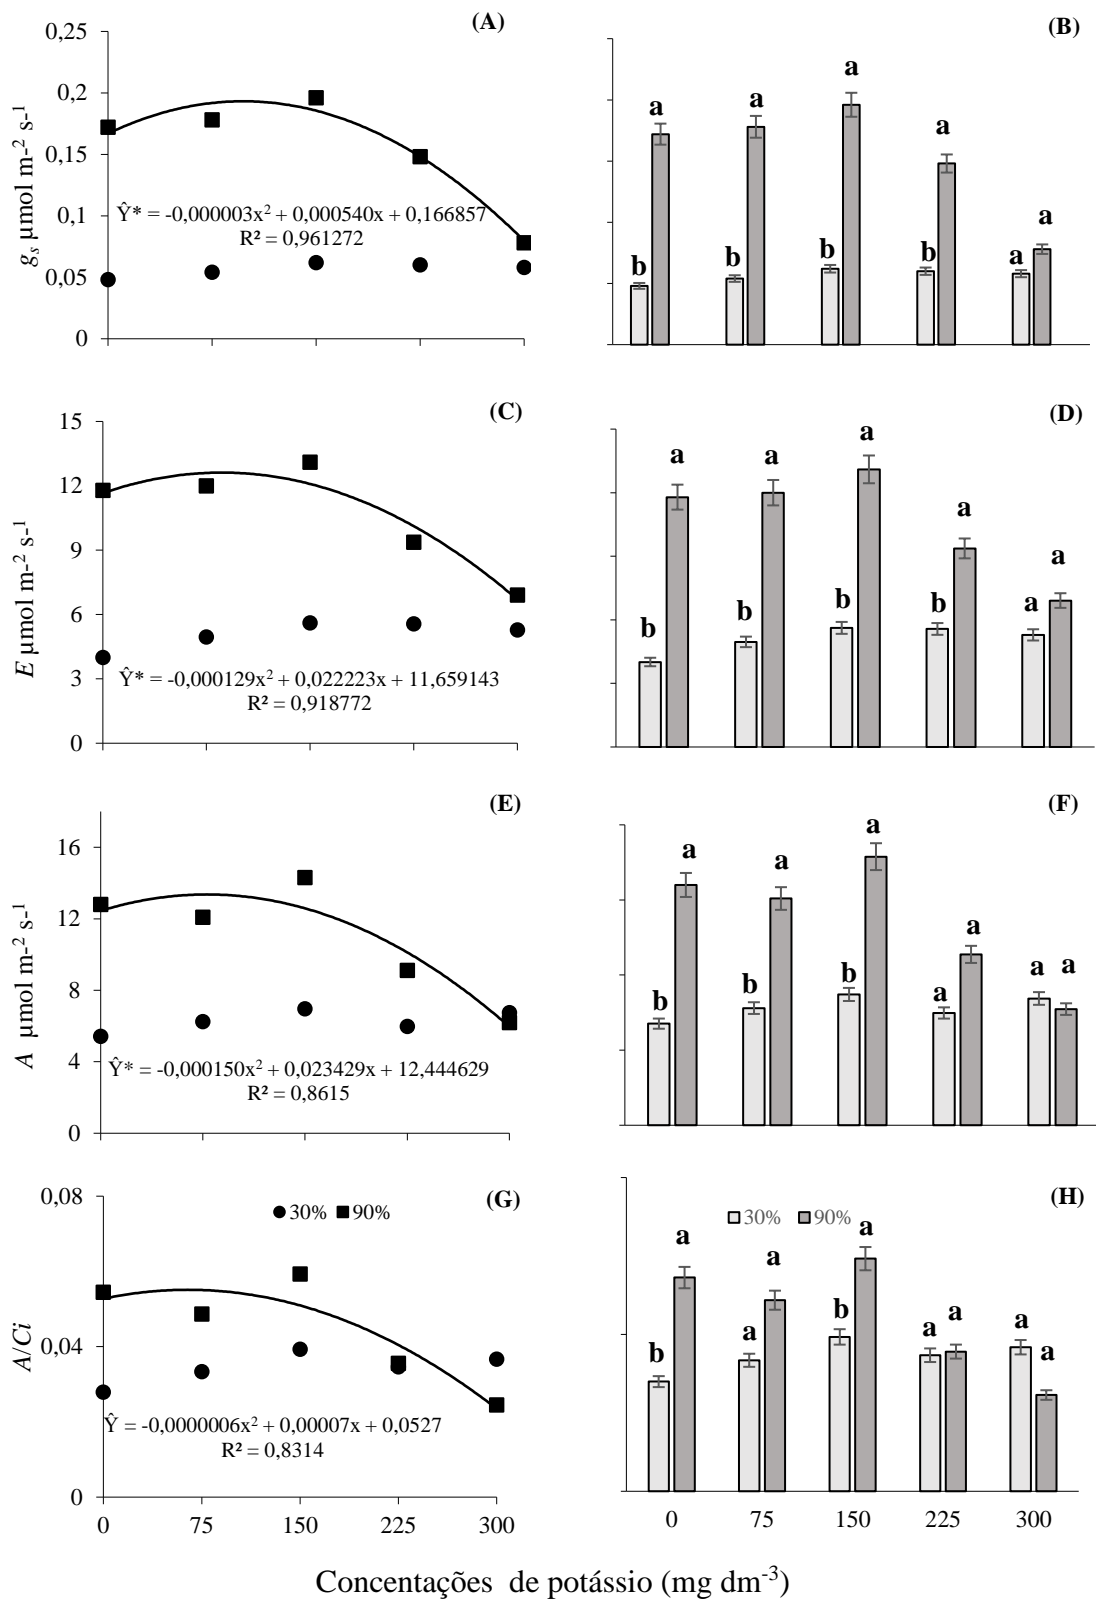 (A)
0,25
0,2
0,15
0,1
0,05
0
gs µmol m-² s-¹
Ŷ* = -0,000003x² + 0,000540x + 0,166857
R² = 0,961272
(B)
a
a
a
a
a
b
b
b
b
a
(C)
15
12
9
6
3
0
E µmol m-² s-¹
Ŷ* = -0,000129x² + 0,022223x + 11,659143
R² = 0,918772
(D)
a
a
a
a
a
b
b
b
b
a
(E)
16
12
8
4
0
A µmol m-² s-¹
Ŷ* = -0,000150x² + 0,023429x + 12,444629
R² = 0,8615
(F)
a
a
a
a
a
b
b
b
a
a
(G)
0,08
0,04
0
A/Ci
30% 90%
Ŷ = -0,0000006x² + 0,00007x + 0,0527
R² = 0,8314
0 75 150 225 300
(H)
30% 90%
a
a
a
a
a
b
a
b
a
a
0 75 150 225 300
Concentações de potássio (mg dm-³)